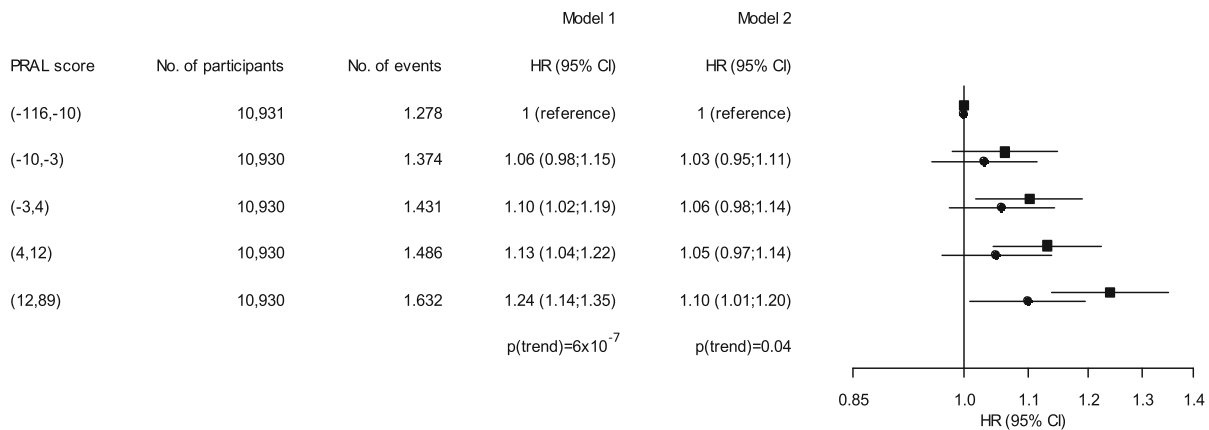 Model 1 Model 2
PRAL score No. of participants No. of events HR (95% CI) HR (95% CI)
(-116,-10) 10,931 1.278 1 (reference) 1 (reference)
(-10,-3) 10,930 1.374 1.06 (0.98;1.15) 1.03 (0.95;1.11)
(-3,4) 10,930 1.431 1.10 (1.02;1.19) 1.06 (0.98;1.14)
(4,12) 10,930 1.486 1.13 (1.04;1.22) 1.05 (0.97;1.14)
(12,89) 10,930 1.632 1.24 (1.14;1.35) 1.10 (1.01;1.20)
p(trend)=6x10⁻⁷ p(trend)=0.04
0.85 1.0 1.1 1.2 1.3 1.4
HR (95% CI)